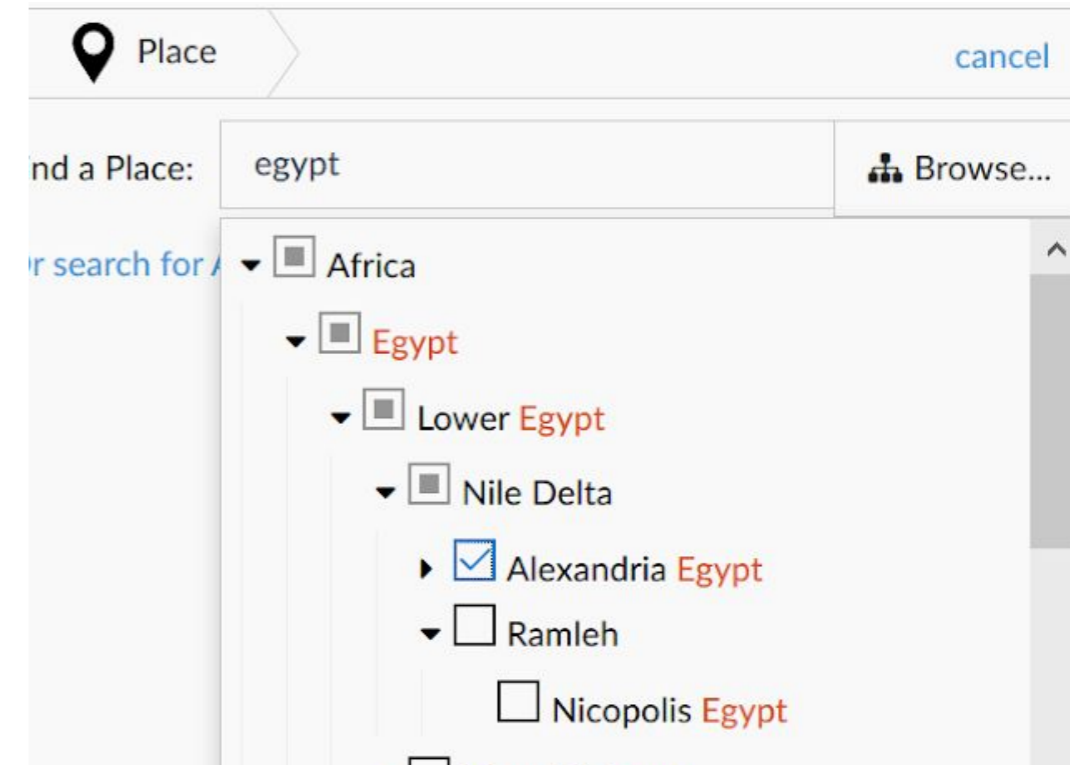 Place
cancel
nd a Place:
egypt
Browse...
r search for
Africa
Egypt
Lower Egypt
Nile Delta
Alexandria Egypt
Ramleh
Nicopolis Egypt